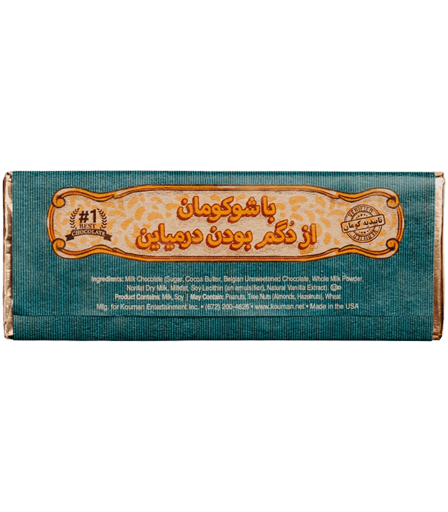 با شوکومان
از دُگم بودن درمیاین
#1
BEST
CHOCOLATE
تاسدید کومان
Ingredients: Milk Chocolate (Sugar, Cocoa Butter, Belgian Unsweetened Chocolate, Whole Milk Powder,
Nonfat Dry Milk, Milkfat, Soy Lecithin (an emulsifier), Natural Vanilla Extract).
Product Contains: Milk, Soy | May Contain: Peanuts, Tree Nuts (Almonds, Hazelnuts), Wheat
Mfg. for Kouman Entertainment Inc. • (672) 200-4626 • www.kouman.net • Made in the USA